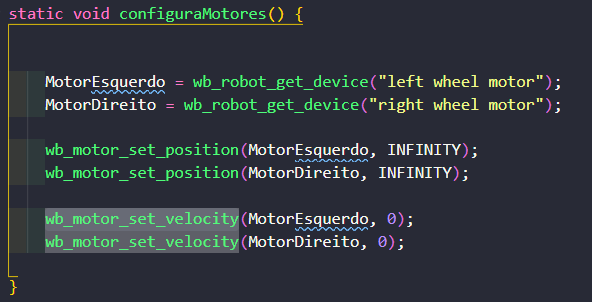 static void configuraMotores() {
MotorEsquerdo = wb_robot_get_device("left wheel motor");
MotorDireito = wb_robot_get_device("right wheel motor");
wb_motor_set_position(MotorEsquerdo, INFINITY);
wb_motor_set_position(MotorDireito, INFINITY);
wb_motor_set_velocity(MotorEsquerdo, 0);
wb_motor_set_velocity(MotorDireito, 0);
}